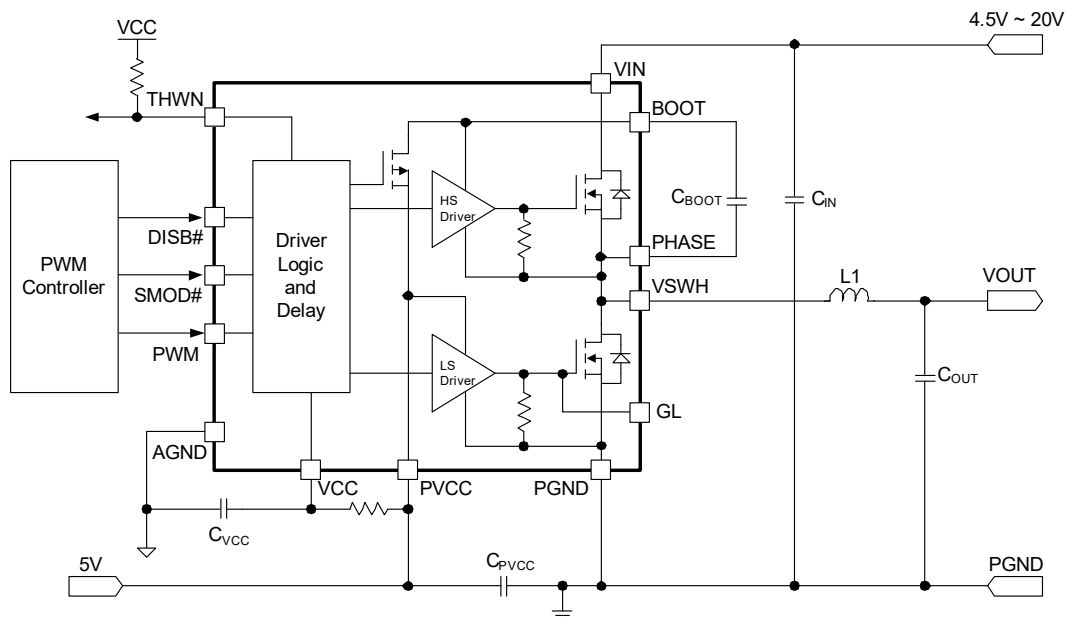 4.5V ~ 20V
VCC
VIN
THWN
BOOT
HS
Driver
CBOOT
CIN
DISB#
PWM
Controller
Driver
Logic
and
Delay
PHASE
SMOD#
VSWH
L1
VOUT
PWM
LS
Driver
COUT
GL
AGND
VCC
PVCC
PGND
CVCC
5V
CPVCC
PGND